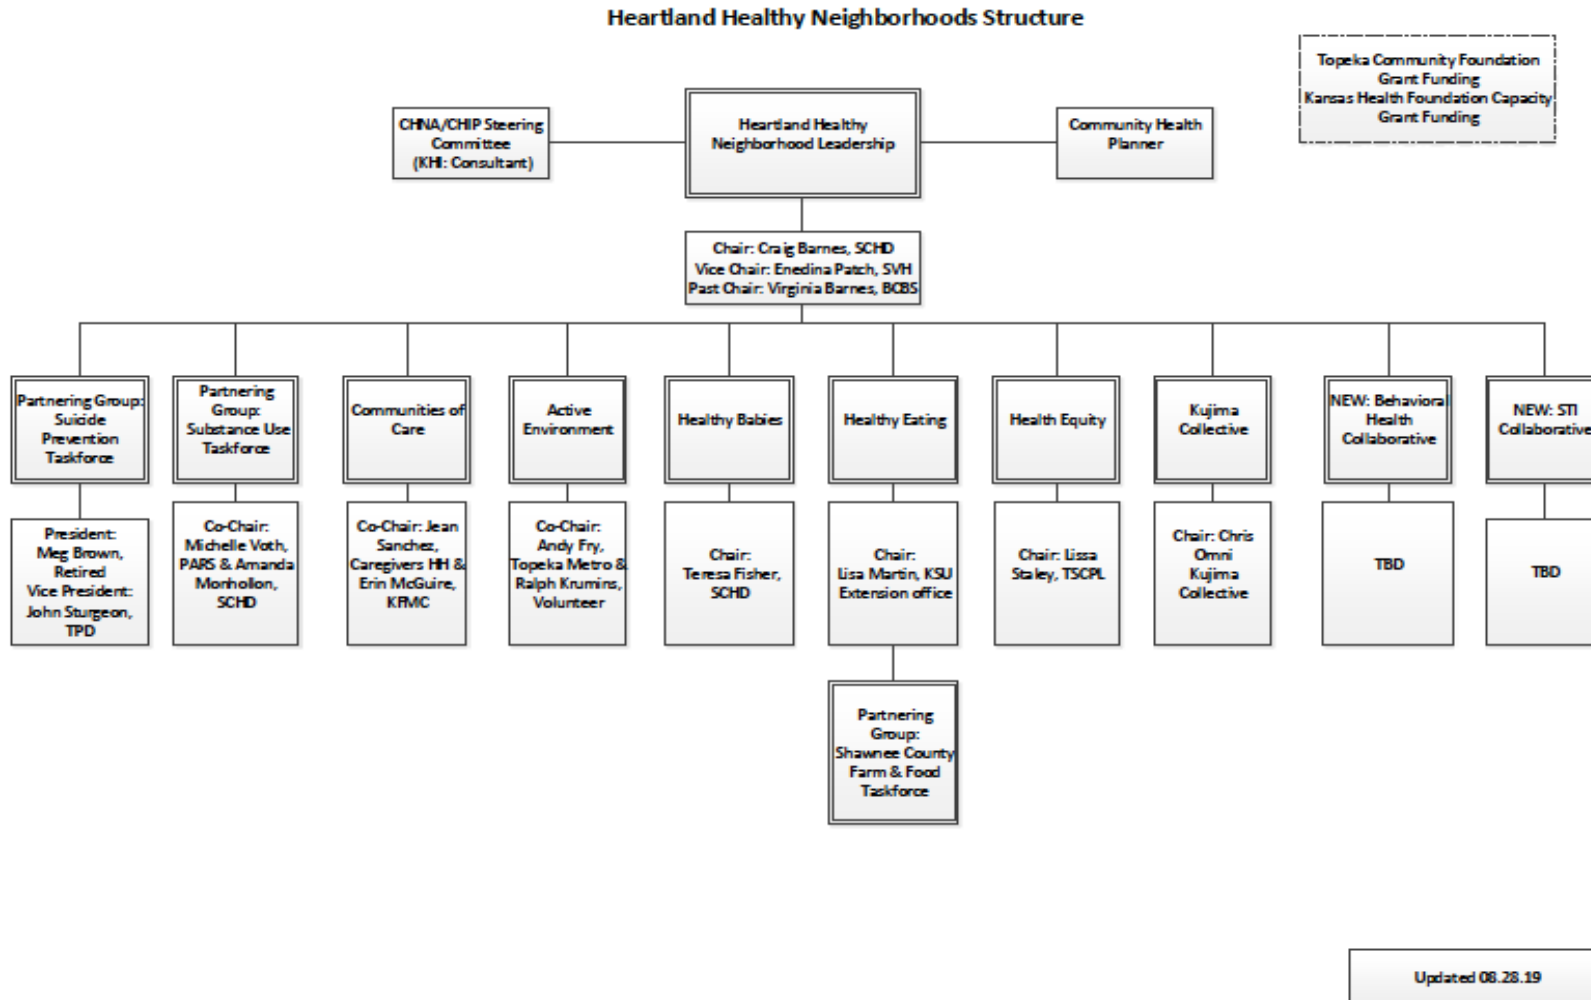 Heartland Healthy Neighborhoods Structure
Topeka Community Foundation
Grant Funding
Kansas Health Foundation Capacity
Grant Funding
CHNA/CHIP Steering
Committee
(KHI: Consultant)
Heartland Healthy
Neighborhood Leadership
Community Health
Planner
Chair: Craig Barnes, SCHD
Vice Chair: Enedina Patch, SVH
Past Chair: Virginia Barnes, BCBS
Partnering Group:
Suicide
Prevention
Taskforce
Partnering
Group:
Substance Use
Taskforce
Communities of
Care
Active
Environment
Healthy Babies
Healthy Eating
Health Equity
Kujima
Collective
NEW: Behavioral
Health
Collaborative
NEW: STI
Collaborative
President:
Meg Brown,
Retired
Vice President:
John Sturgeon,
TPD
Co-Chair:
Michelle Voth,
PARS & Amanda
Monhollon,
SCHD
Co-Chair: Jean
Sanchez,
Caregivers HH &
Erin McGuire,
KFMC
Co-Chair:
Andy Fry,
Topeka Metro &
Ralph Krumins,
Volunteer
Chair:
Teresa Fisher,
SCHD
Chair:
Lisa Martin, KSU
Extension office
Chair: Lissa
Staley, TSCPL
Chair: Chris
Omni
Kujima
Collective
TBD
TBD
Partnering
Group:
Shawnee County
Farm & Food
Taskforce
Updated 08.28.19